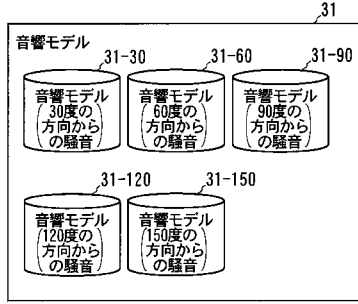 31
音響モデル
31-30
31-60
31-90
音響モデル
(30度の
方向から
の騒音)
音響モデル
(60度の
方向から
の騒音)
音響モデル
(90度の
方向から
の騒音)
31-120
31-150
音響モデル
(120度の
方向から
の騒音)
音響モデル
(150度の
方向から
の騒音)